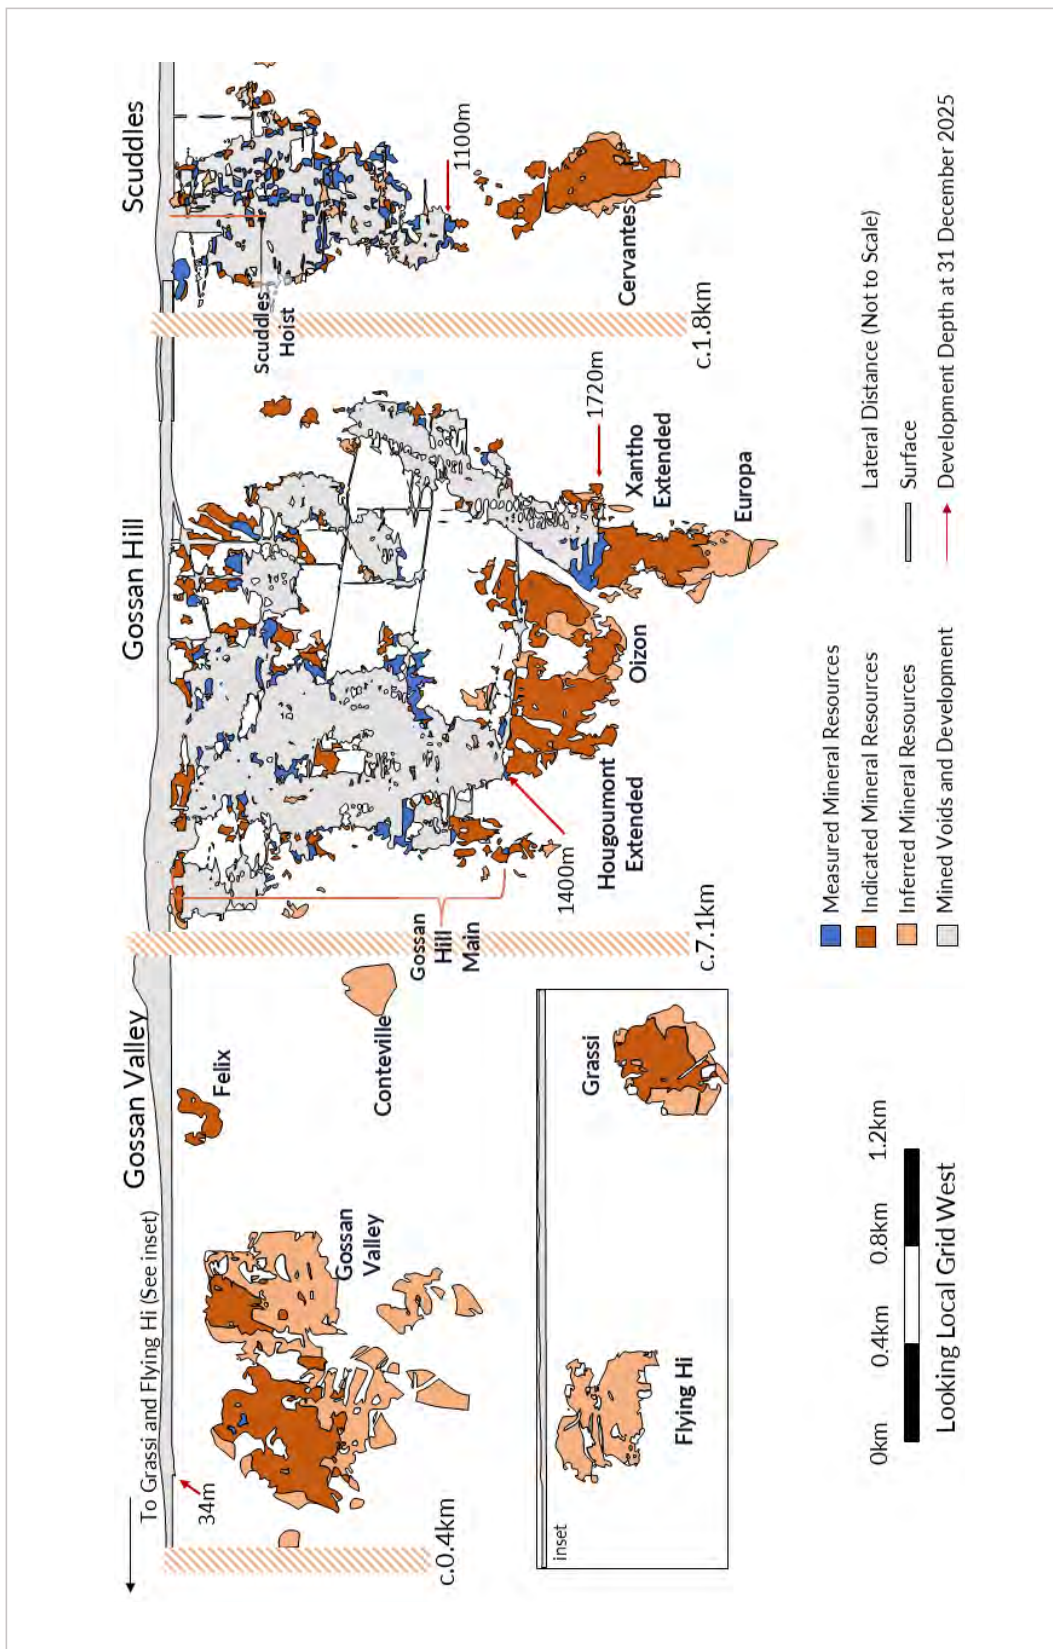 To Grassi and Flying Hi (See inset)
Gossan Valley
Gossan Hill
Scuddles
34m
Felix
Gossan
Valley
Conteville
Gossan
Hill
Main
Scuddles
Hoist
1100m
Cervantes
1720m
Xantho
Extended
Europa
Oizon
Hougoumont
Extended
1400m
c.0.4km
c.7.1km
c.1.8km
inset
Flying Hi
Grassi
0km
0.4km
0.8km
1.2km
Looking Local Grid West
Measured Mineral Resources
Indicated Mineral Resources
Inferred Mineral Resources
Mined Voids and Development
Lateral Distance (Not to Scale)
Surface
Development Depth at 31 December 2025